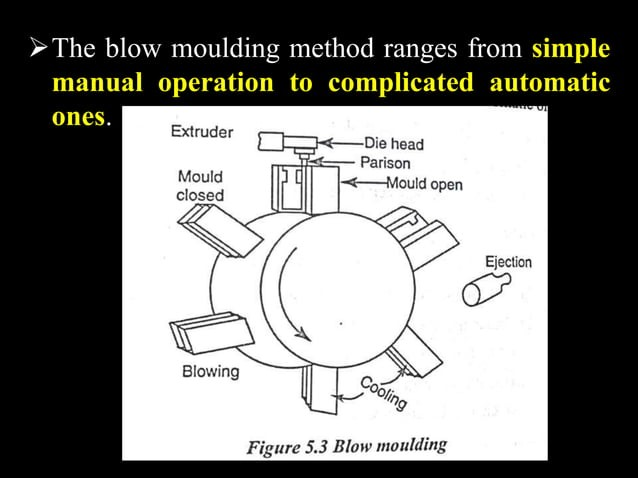 The blow moulding method ranges from simple
manual operation to complicated automatic
ones.
Extruder
Die head
Parison
Mould
closed
Mould open
Ejection
Blowing
Cooling
Figure 5.3 Blow moulding